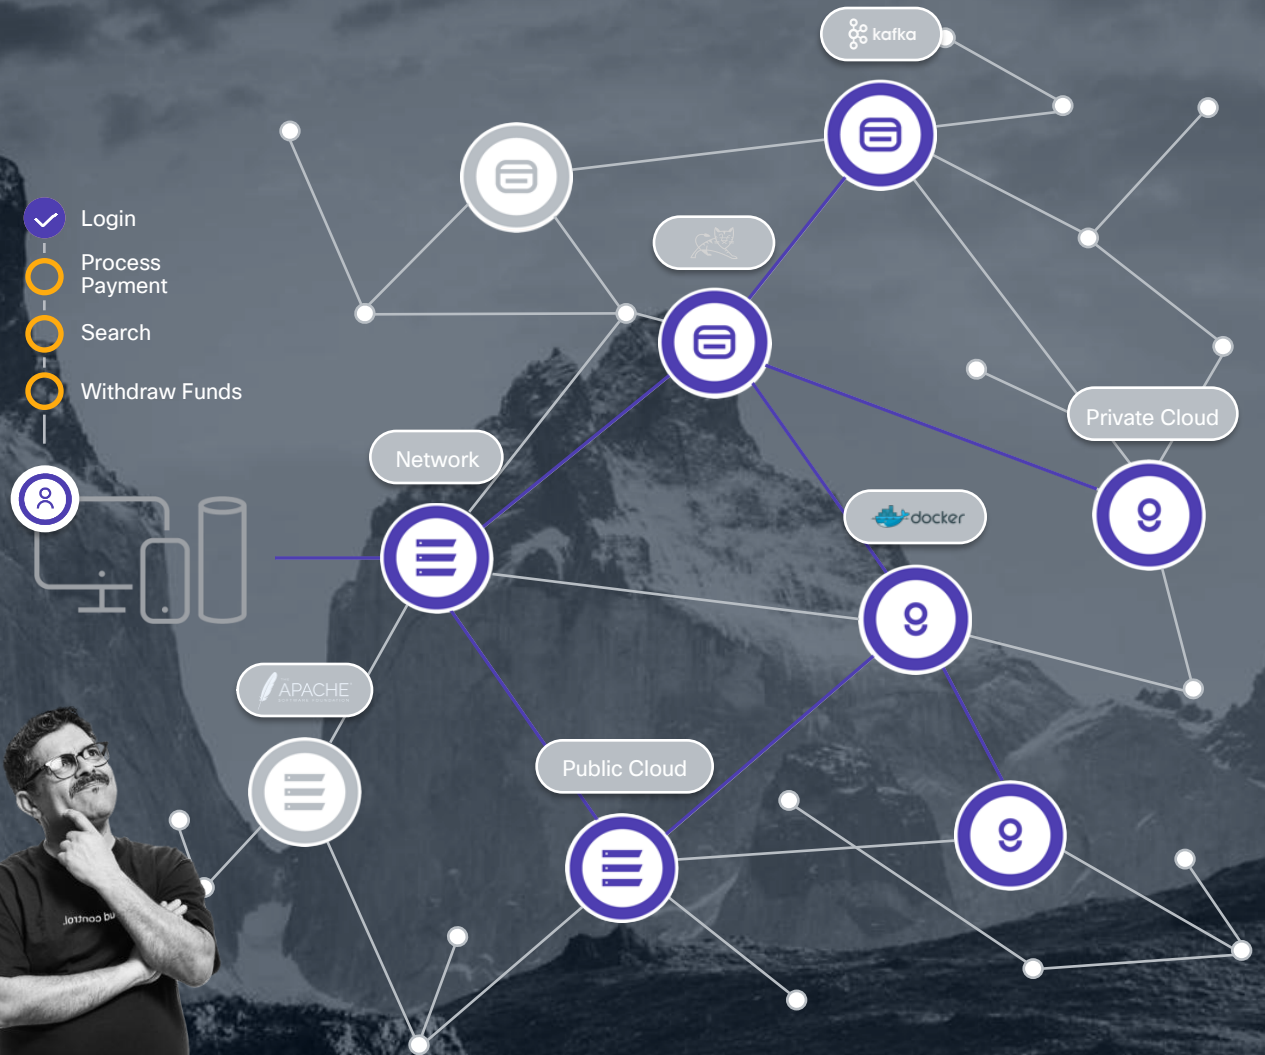 kafka
Login
Process
Payment
Search
Withdraw Funds
Private Cloud
Network
docker
APACHE
Public Cloud